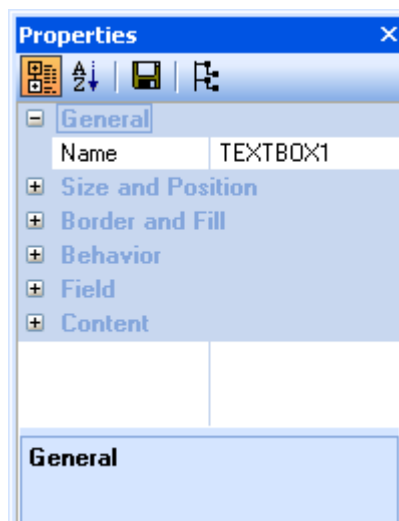 Properties
General
Name TEXTBOX1
Size and Position
Border and Fill
Behavior
Field
Content
General